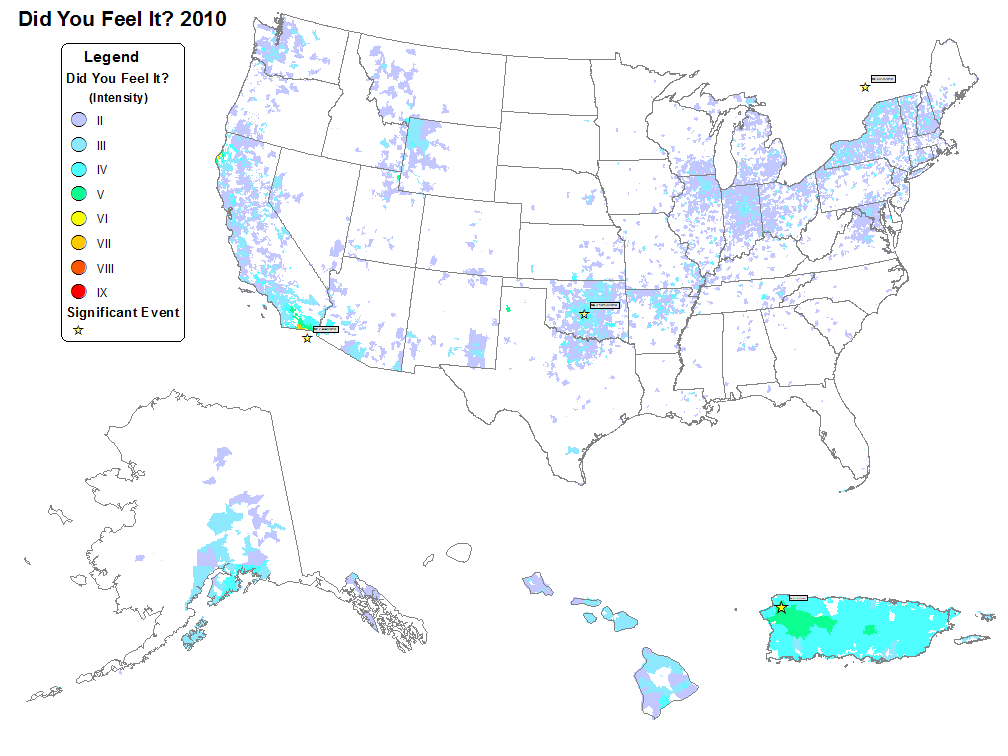 Did You Feel It? 2010
Legend
Did You Feel It?
(Intensity)
II
III
IV
V
VI
VII
VIII
IX
Significant Event